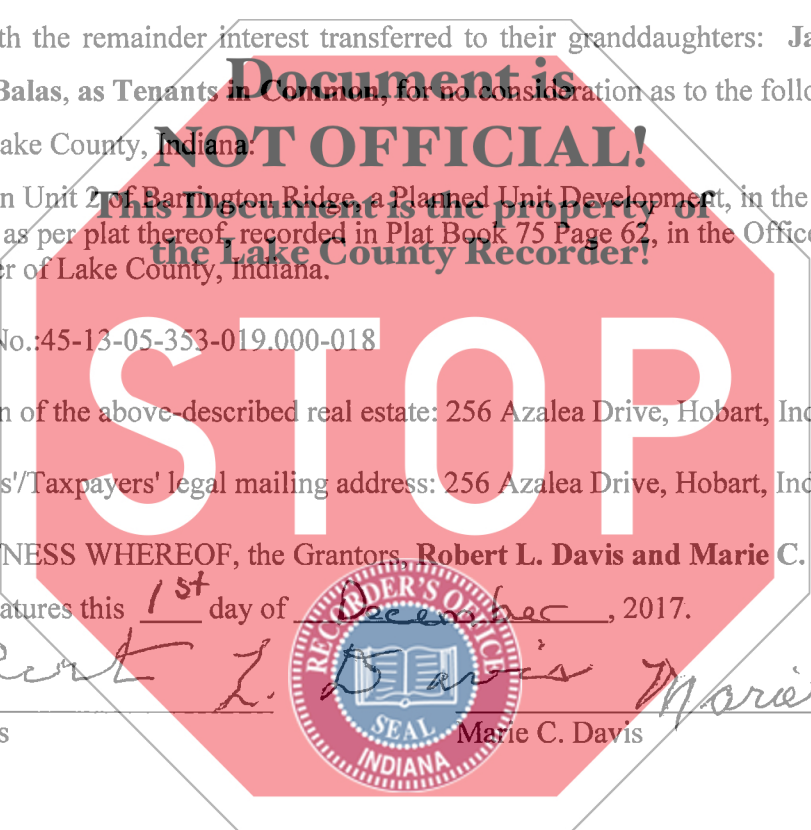 th the remainder interest transferred to their granddaughters: Ja
Document is
Balas, as Tenants in Common, for no consideration as to the follo
NOT OFFICIAL!
ake County, Indiana:
n Unit 2 of Barrington Ridge, a Planned Unit Development, in the
This Document is the property of
as per plat thereof, recorded in Plat Book 75 Page 62, in the Office
the Lake County Recorder!
er of Lake County, Indiana.
STOP
No.:45-13-05-353-019.000-018
n of the above-described real estate: 256 Azalea Drive, Hobart, Ind
s'/Taxpayers' legal mailing address: 256 Azalea Drive, Hobart, Ind
NESS WHEREOF, the Grantors, Robert L. Davis and Marie C.
atures this 1st day of December, 2017.
RECORDER'S OFFICE
SEAL
INDIANA
ert L. Davis Marie
s Marie C. Davis